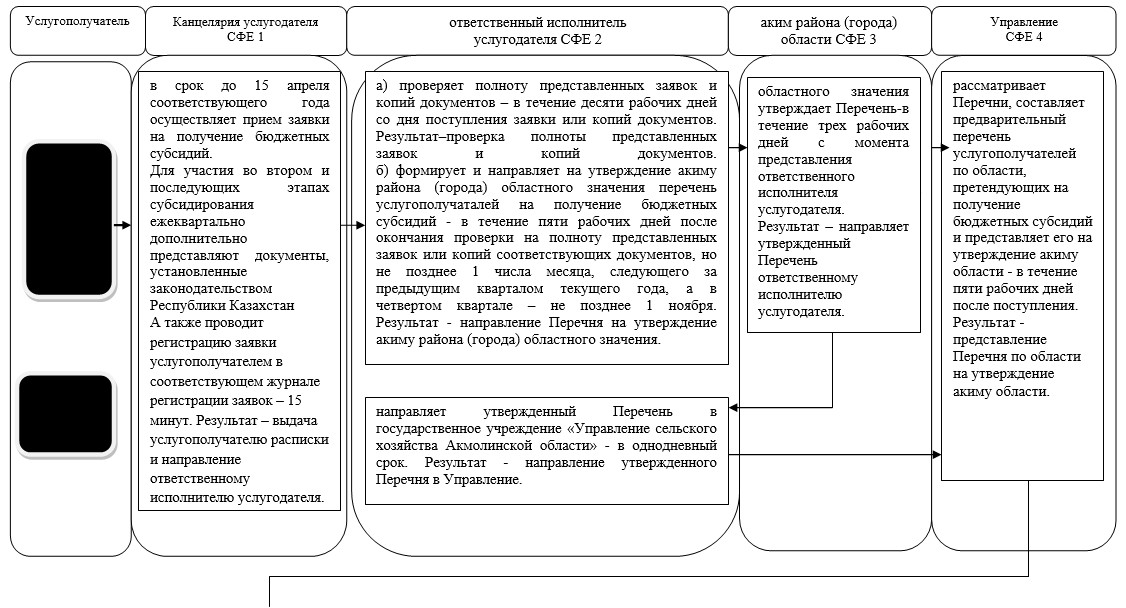 Услугополучатель
Канцелярия услугодателя
СФЕ 1
ответственный исполнитель
услугодателя СФЕ 2
аким района (города)
области СФЕ 3
Управление
СФЕ 4
в срок до 15 апреля
соответствующего года
осуществляет прием заявки
на получение бюджетных
субсидий.
Для участия во втором и
последующих этапах
субсидирования
ежеквартально
дополнительно
представляют документы,
установленные
законодательством
Республики Казахстан
А также проводит
регистрацию заявки
услугополучателем в
соответствующем журнале
регистрации заявок – 15
минут. Результат – выдача
услугополучателю расписки
и направление
ответственному
исполнителю услугодателя.
а) проверяет полноту представленных заявок и
копий документов – в течение десяти рабочих дней
со дня поступления заявки или копий документов.
Результат–проверка полноты представленных
заявок и копий документов.
б) формирует и направляет на утверждение акиму
района (города) областного значения перечень
услугополучаталей на получение бюджетных
субсидий - в течение пяти рабочих дней после
окончания проверки на полноту представленных
заявок или копий соответствующих документов, но
не позднее 1 числа месяца, следующего за
предыдущим кварталом текущего года, а в
четвертом квартале – не позднее 1 ноября.
Результат - направление Перечня на утверждение
акиму района (города) областного значения.
направляет утвержденный Перечень в
государственное учреждение «Управление сельского
хозяйства Акмолинской области» - в однодневный
срок. Результат - направление утвержденного
Перечня в Управление.
областного значения
утверждает Перечень-в
течение трех рабочих
дней с момента
представления
ответственного
исполнителя
услугодателя.
Результат – направляет
утвержденный
Перечень
ответственному
исполнителю
услугодателя.
рассматривает
Перечни, составляет
предварительный
перечень
услугополучателей
по области,
претендующих на
получение
бюджетных субсидий
и представляет его на
утверждение акиму
области - в течение
пяти рабочих дней
после поступления.
Результат -
представление
Перечня по области
на утверждение
акиму области.